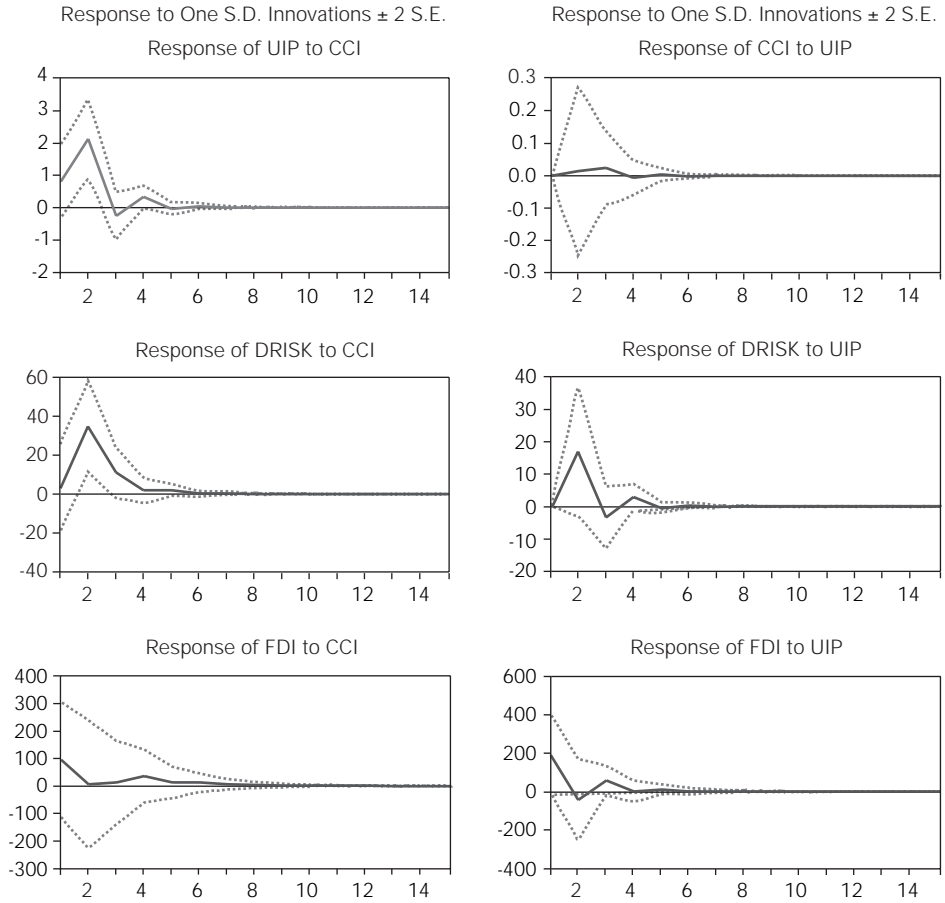 Response to One S.D. Innovations ± 2 S.E.
Response of UIP to CCI
4
3
2
1
0
-1
-2
2 4 6 8 10 12 14
Response to One S.D. Innovations ± 2 S.E.
Response of CCI to UIP
0.3
0.2
0.1
0.0
-0.1
-0.2
-0.3
2 4 6 8 10 12 14
Response of DRISK to CCI
60
40
20
0
-20
-40
2 4 6 8 10 12 14
Response of DRISK to UIP
40
30
20
10
0
-10
-20
2 4 6 8 10 12 14
Response of FDI to CCI
400
300
200
100
0
-100
-200
-300
2 4 6 8 10 12 14
Response of FDI to UIP
600
400
200
0
-200
-400
2 4 6 8 10 12 14